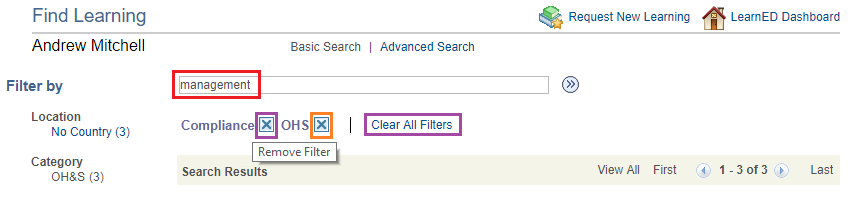 Find Learning
Request New Learning
LearnED Dashboard
Andrew Mitchell
Basic Search | Advanced Search
Filter by
management
Location
No Country (3)
Compliance OHS | Clear All Filters
Remove Filter
Category
OH&S (3)
Search Results
View All First 1 - 3 of 3 Last